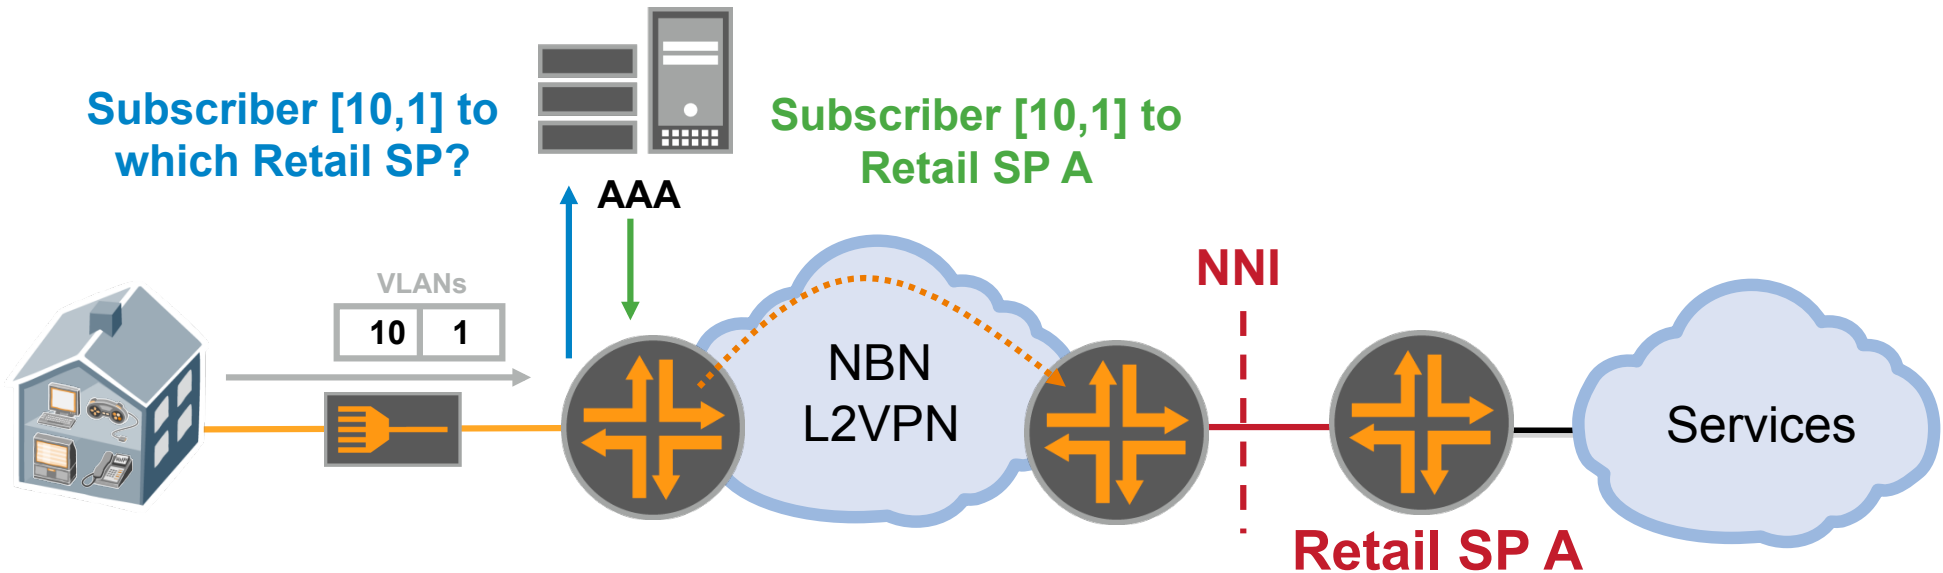 Subscriber [10,1] to
which Retail SP?
Subscriber [10,1] to
Retail SP A
AAA
VLANs
10 1
NBN
L2VPN
NNI
Services
Retail SP A